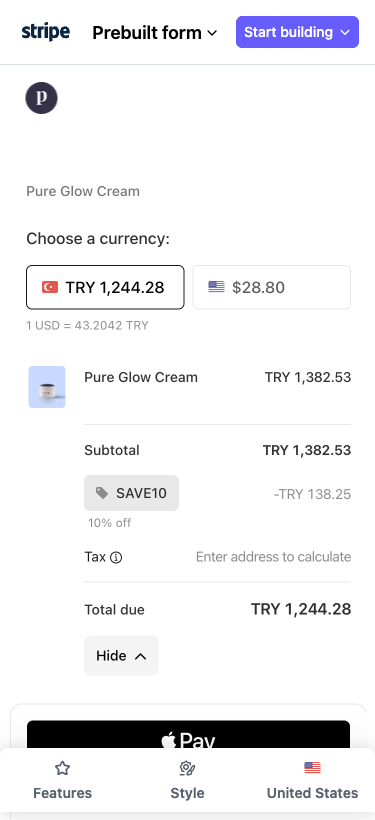 stripe
Prebuilt form
Start building
p
Pure Glow Cream
Choose a currency:
TRY 1,244.28
$28.80
1 USD = 43.2042 TRY
Pure Glow Cream
TRY 1,382.53
Subtotal
TRY 1,382.53
SAVE10
-TRY 138.25
10% off
Tax
Enter address to calculate
Total due
TRY 1,244.28
Hide
Pay
Features
Style
United States